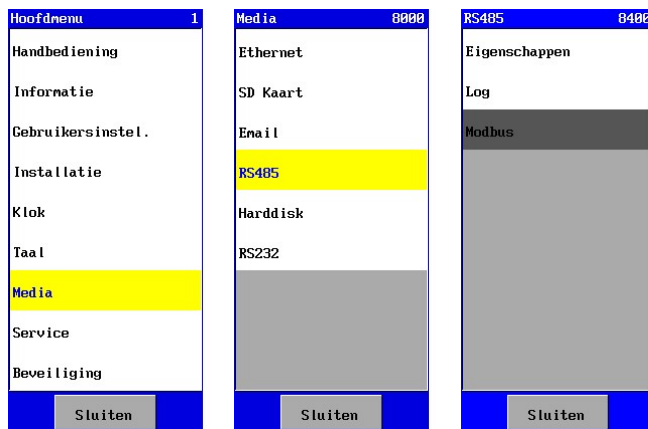 Hoofdmenu 1
Handbediening
Informatie
Gebruikersinstel.
Installatie
Klok
Taal
Media
Service
Beveiliging
Sluiten
Media 8000
Ethernet
SD Kaart
Email
RS485
Harddisk
RS232
Sluiten
RS485 8400
Eigenschappen
Log
Modbus
Sluiten